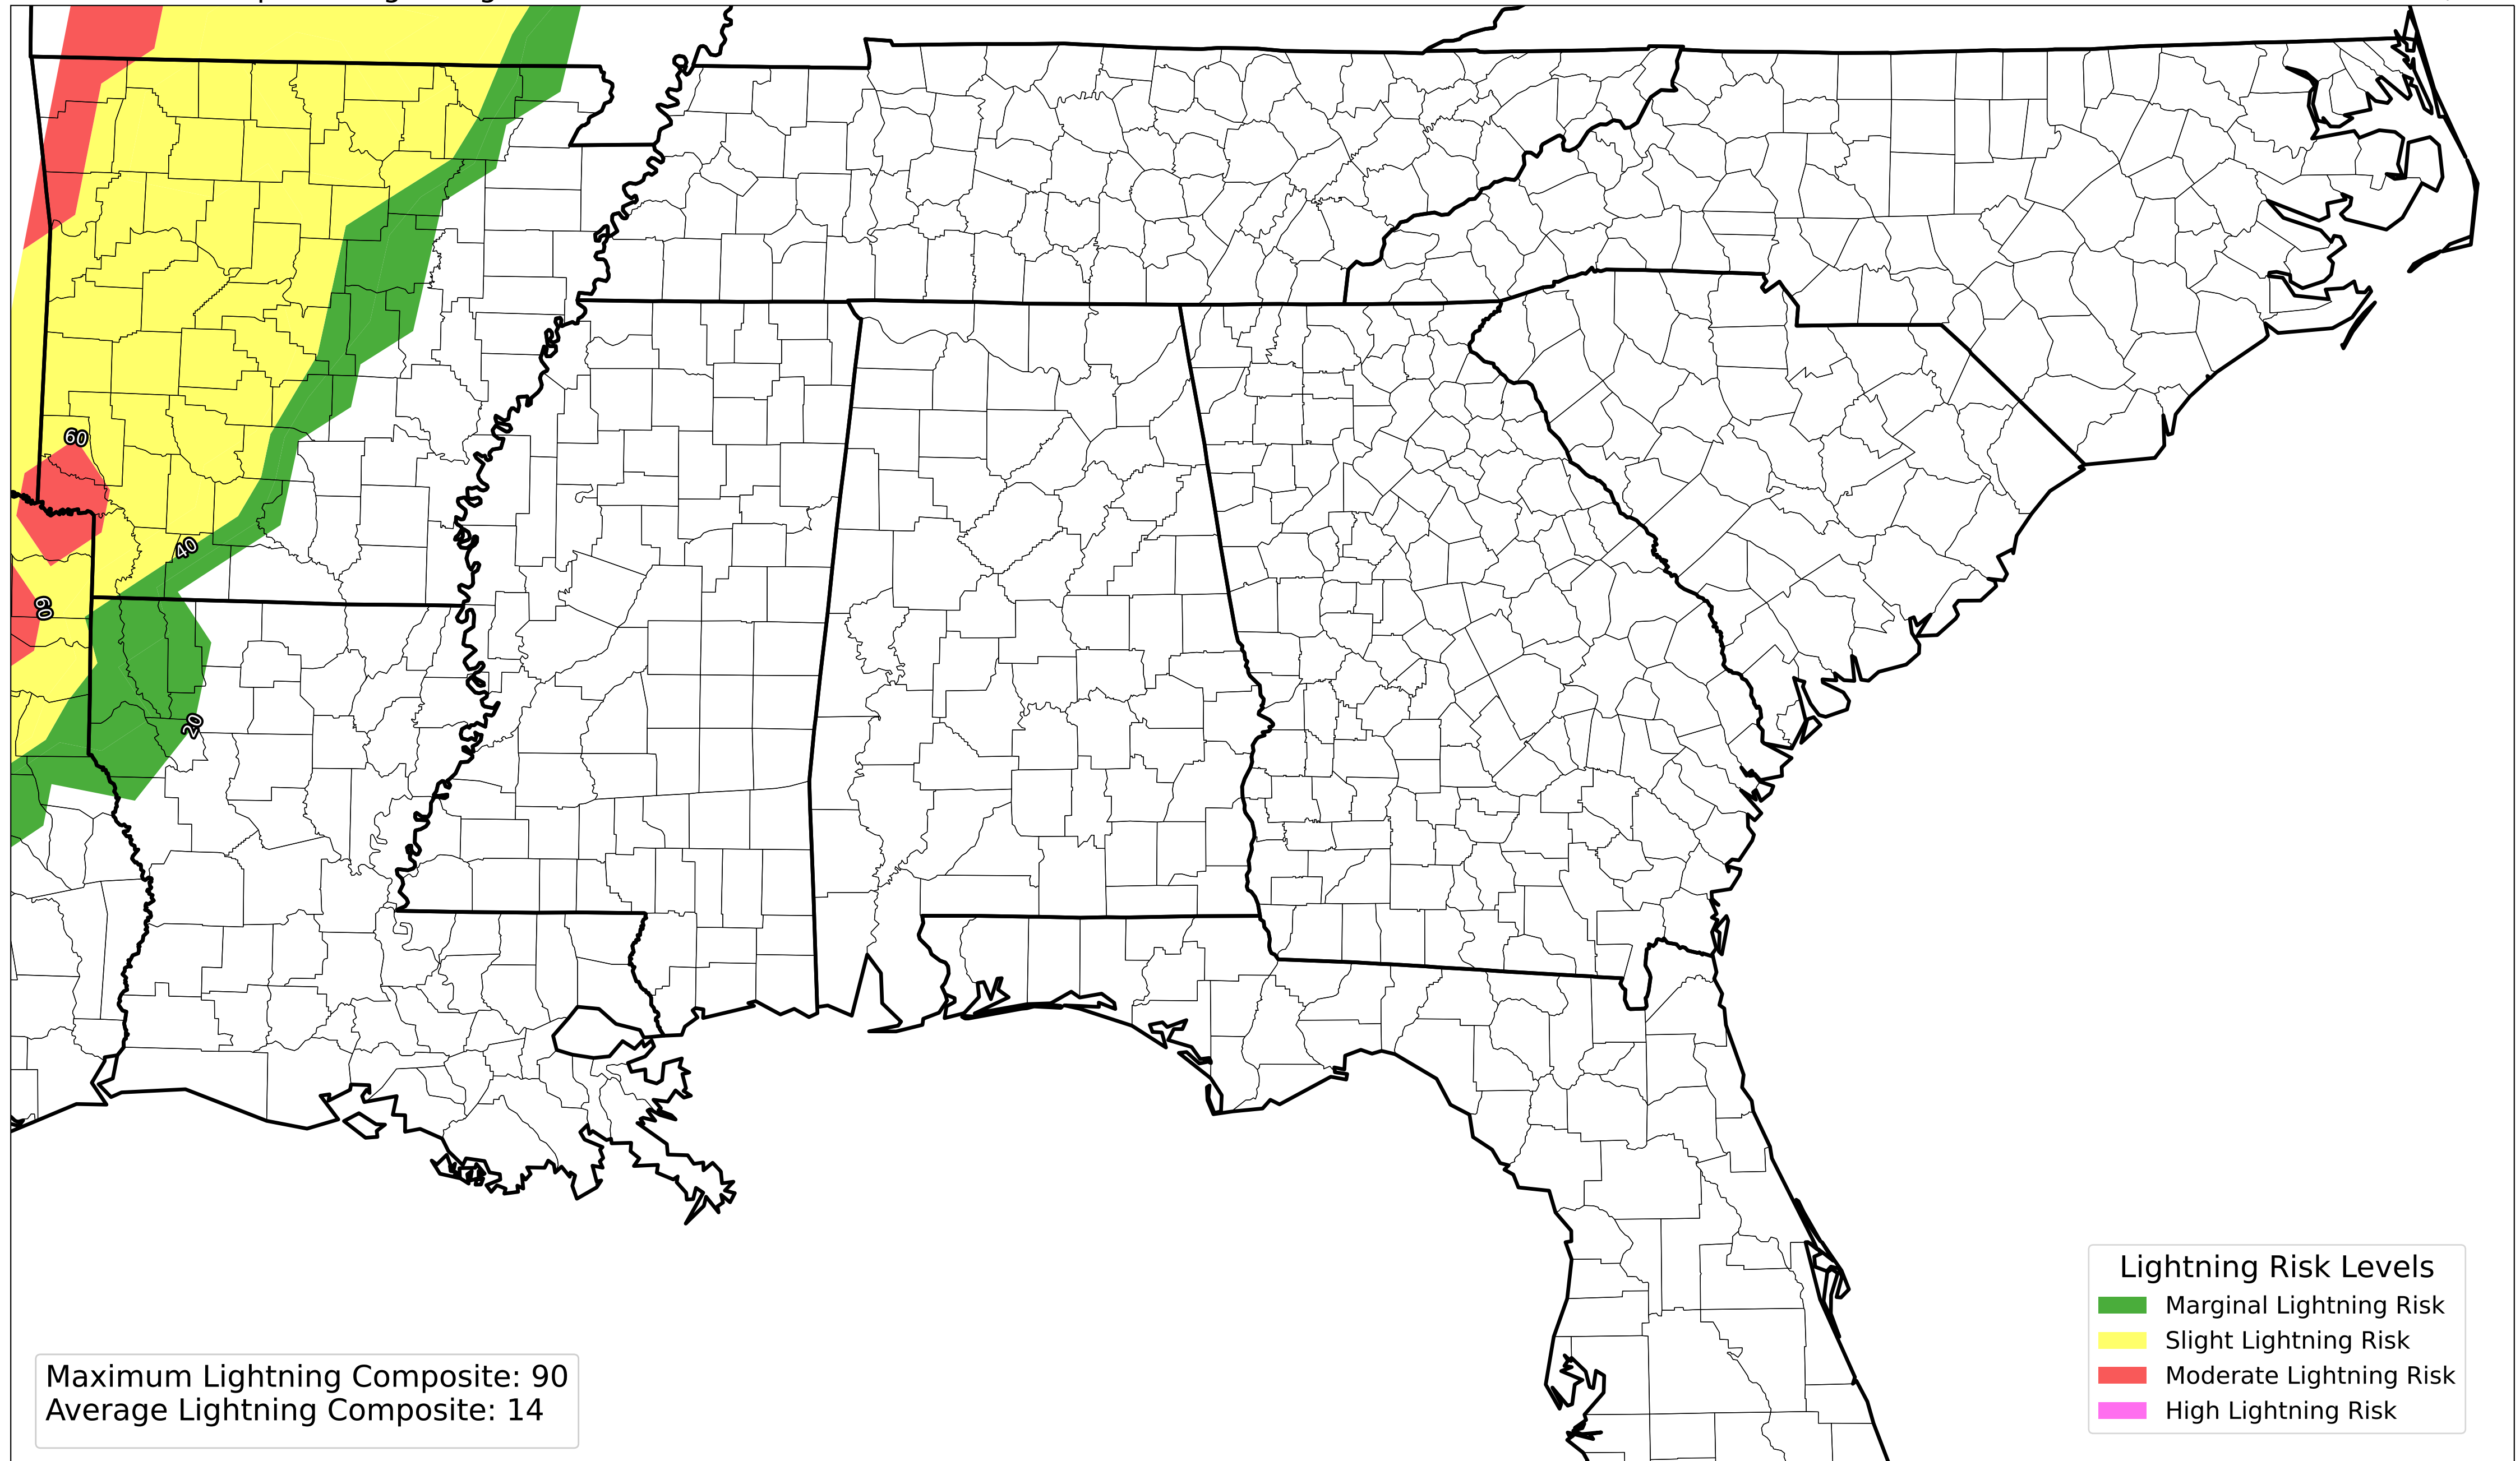 60
40
60
20
Lightning Risk Levels
Marginal Lightning Risk
Slight Lightning Risk
Moderate Lightning Risk
High Lightning Risk
Maximum Lightning Composite: 90
Average Lightning Composite: 14